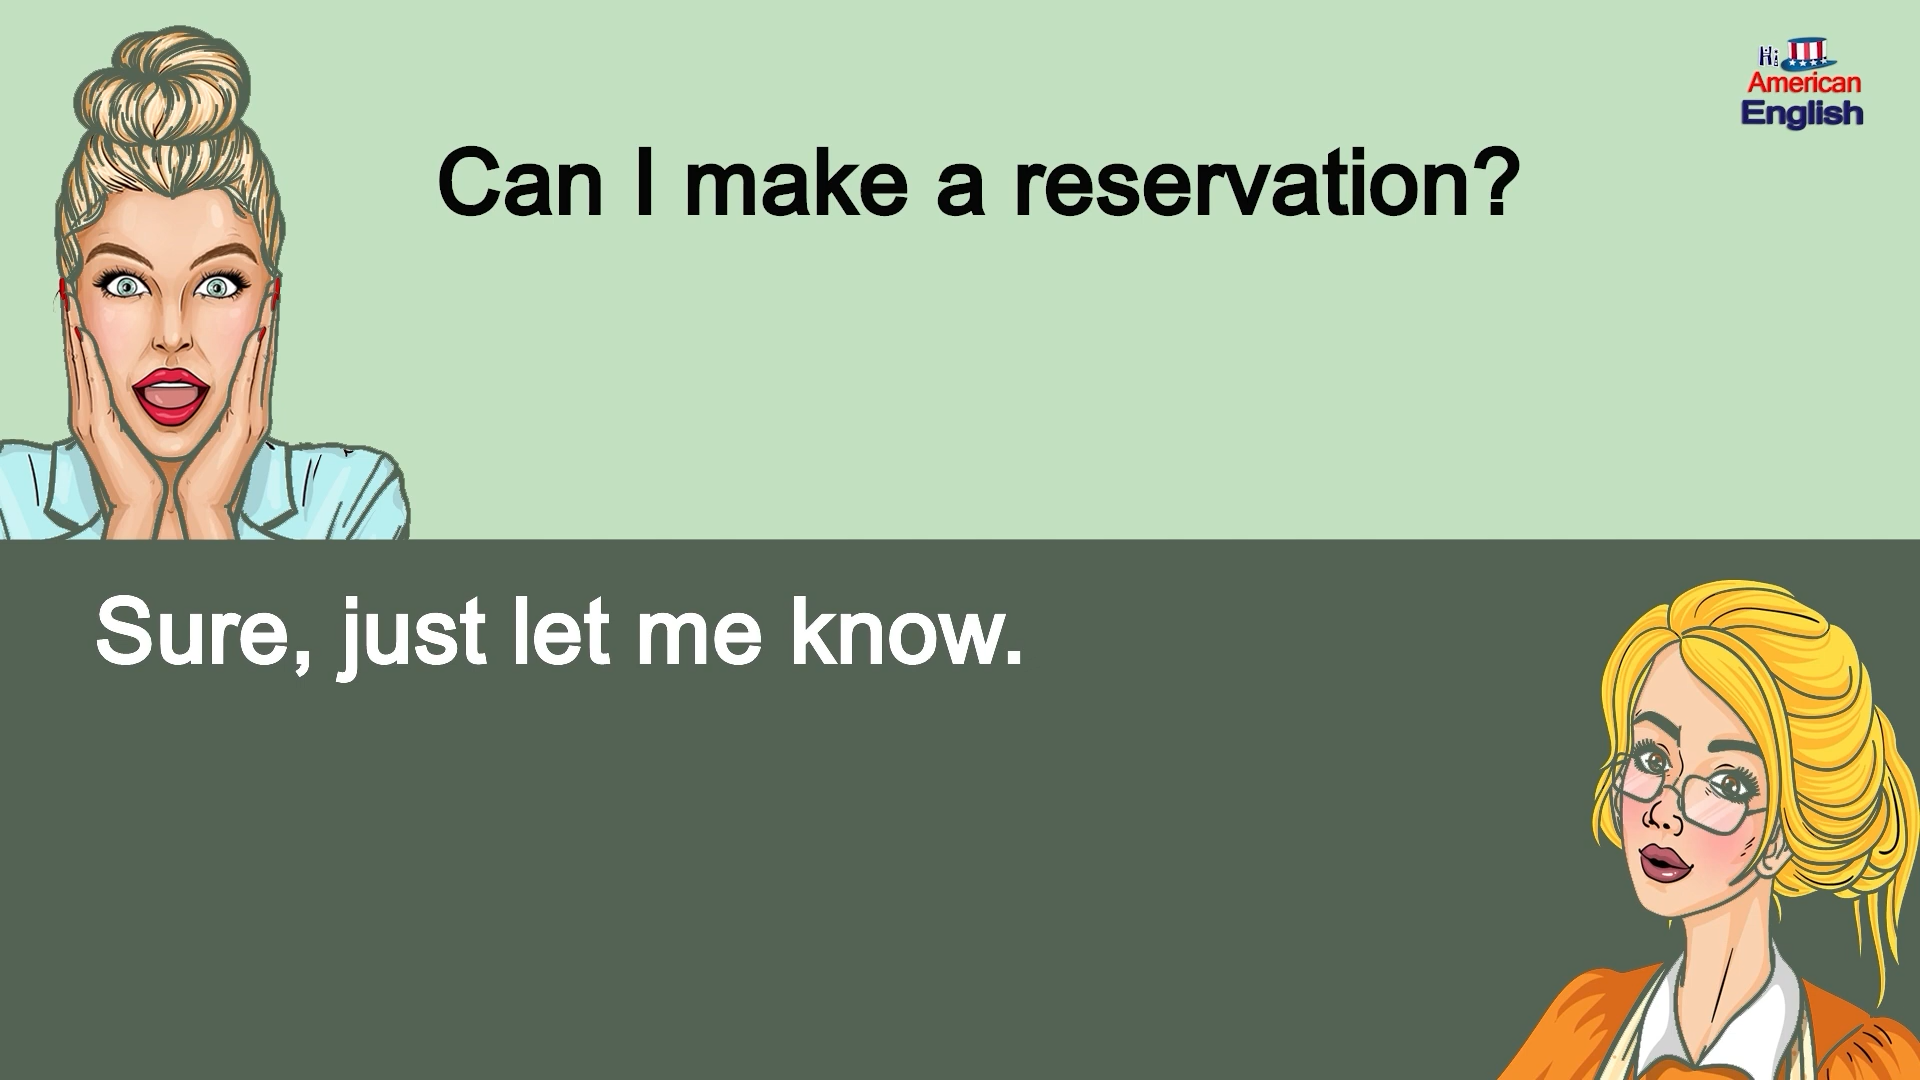 Hi
American
English
Can I make a reservation?
Sure, just let me know.